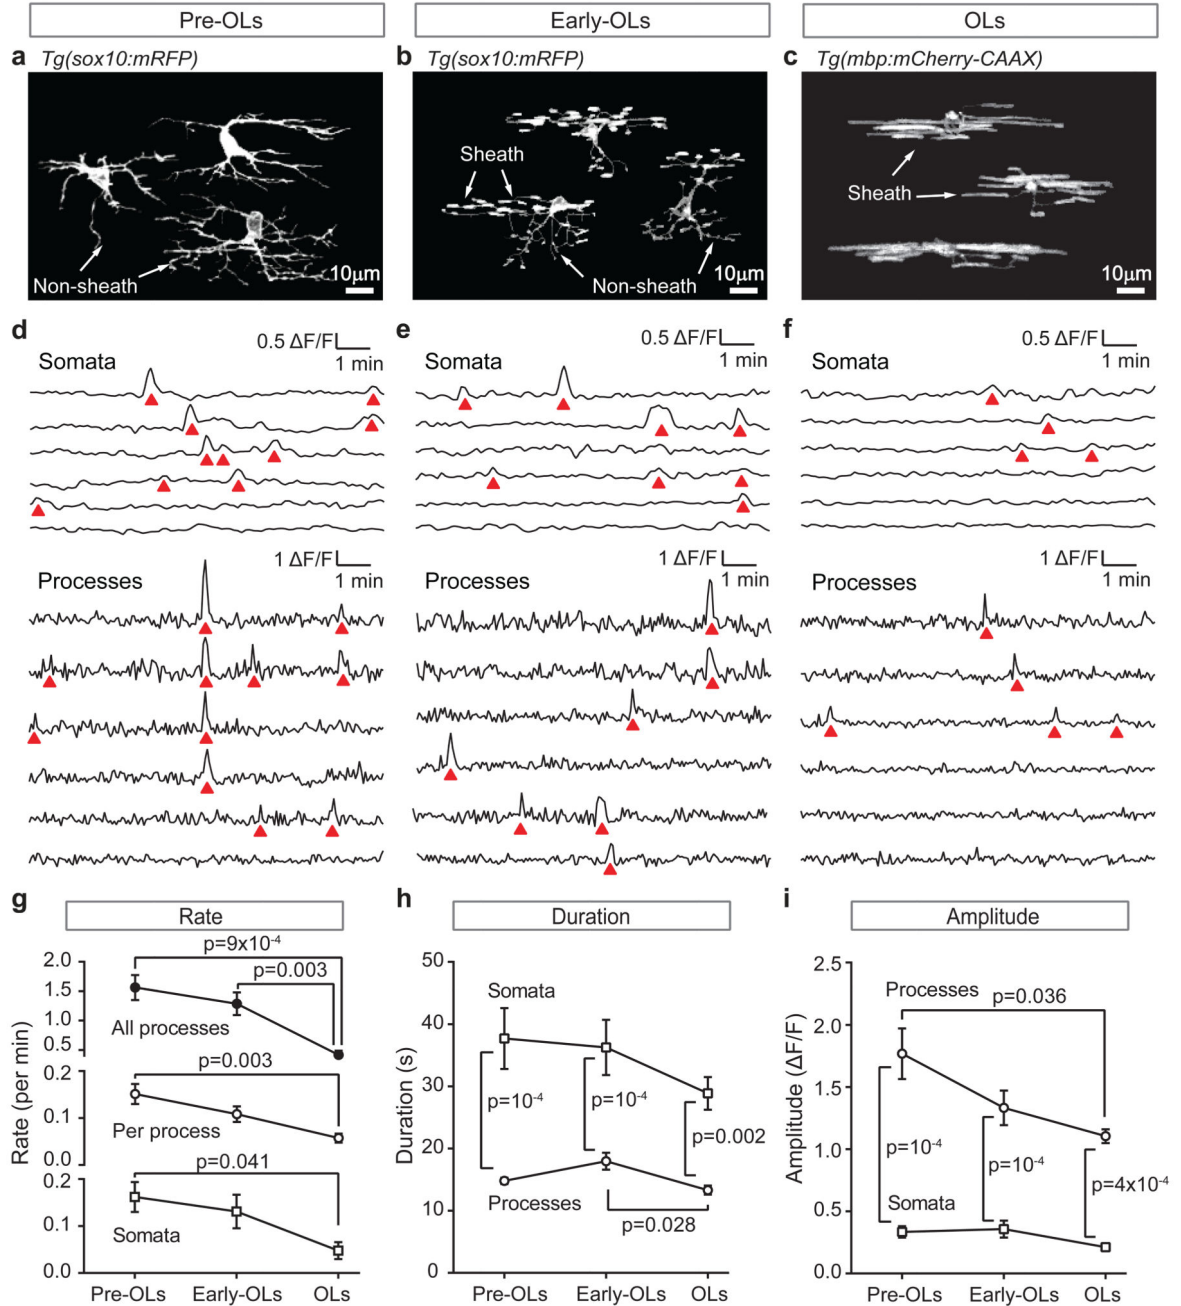 Pre-OLs
Early-OLs
OLs
a
Tg(sox10:mRFP)
b
Tg(sox10:mRFP)
c
Tg(mbp:mCherry-CAAX)
Non-sheath
10μm
Sheath
Non-sheath
10μm
Sheath
10μm
d
Somata
0.5 ΔF/F
1 min
e
Somata
0.5 ΔF/F
1 min
f
Somata
0.5 ΔF/F
1 min
Processes
1 ΔF/F
1 min
Processes
1 ΔF/F
1 min
Processes
1 ΔF/F
1 min
g
Rate
p=9x10⁻⁴
p=0.003
2.0
1.5
1.0
0.5
All processes
p=0.003
0.2
0.1
0.0
Per process
p=0.041
0.2
0.1
0.0
Somata
Rate (per min)
Pre-OLs
Early-OLs
OLs
h
Duration
50
40
30
20
10
0
Duration (s)
Somata
p=10⁻⁴
p=10⁻⁴
p=0.002
Processes
p=0.028
Pre-OLs
Early-OLs
OLs
i
Amplitude
2.5
2.0
1.5
1.0
0.5
0.0
Amplitude (ΔF/F)
Processes
p=0.036
p=10⁻⁴
p=10⁻⁴
p=4x10⁻⁴
Somata
Pre-OLs
Early-OLs
OLs